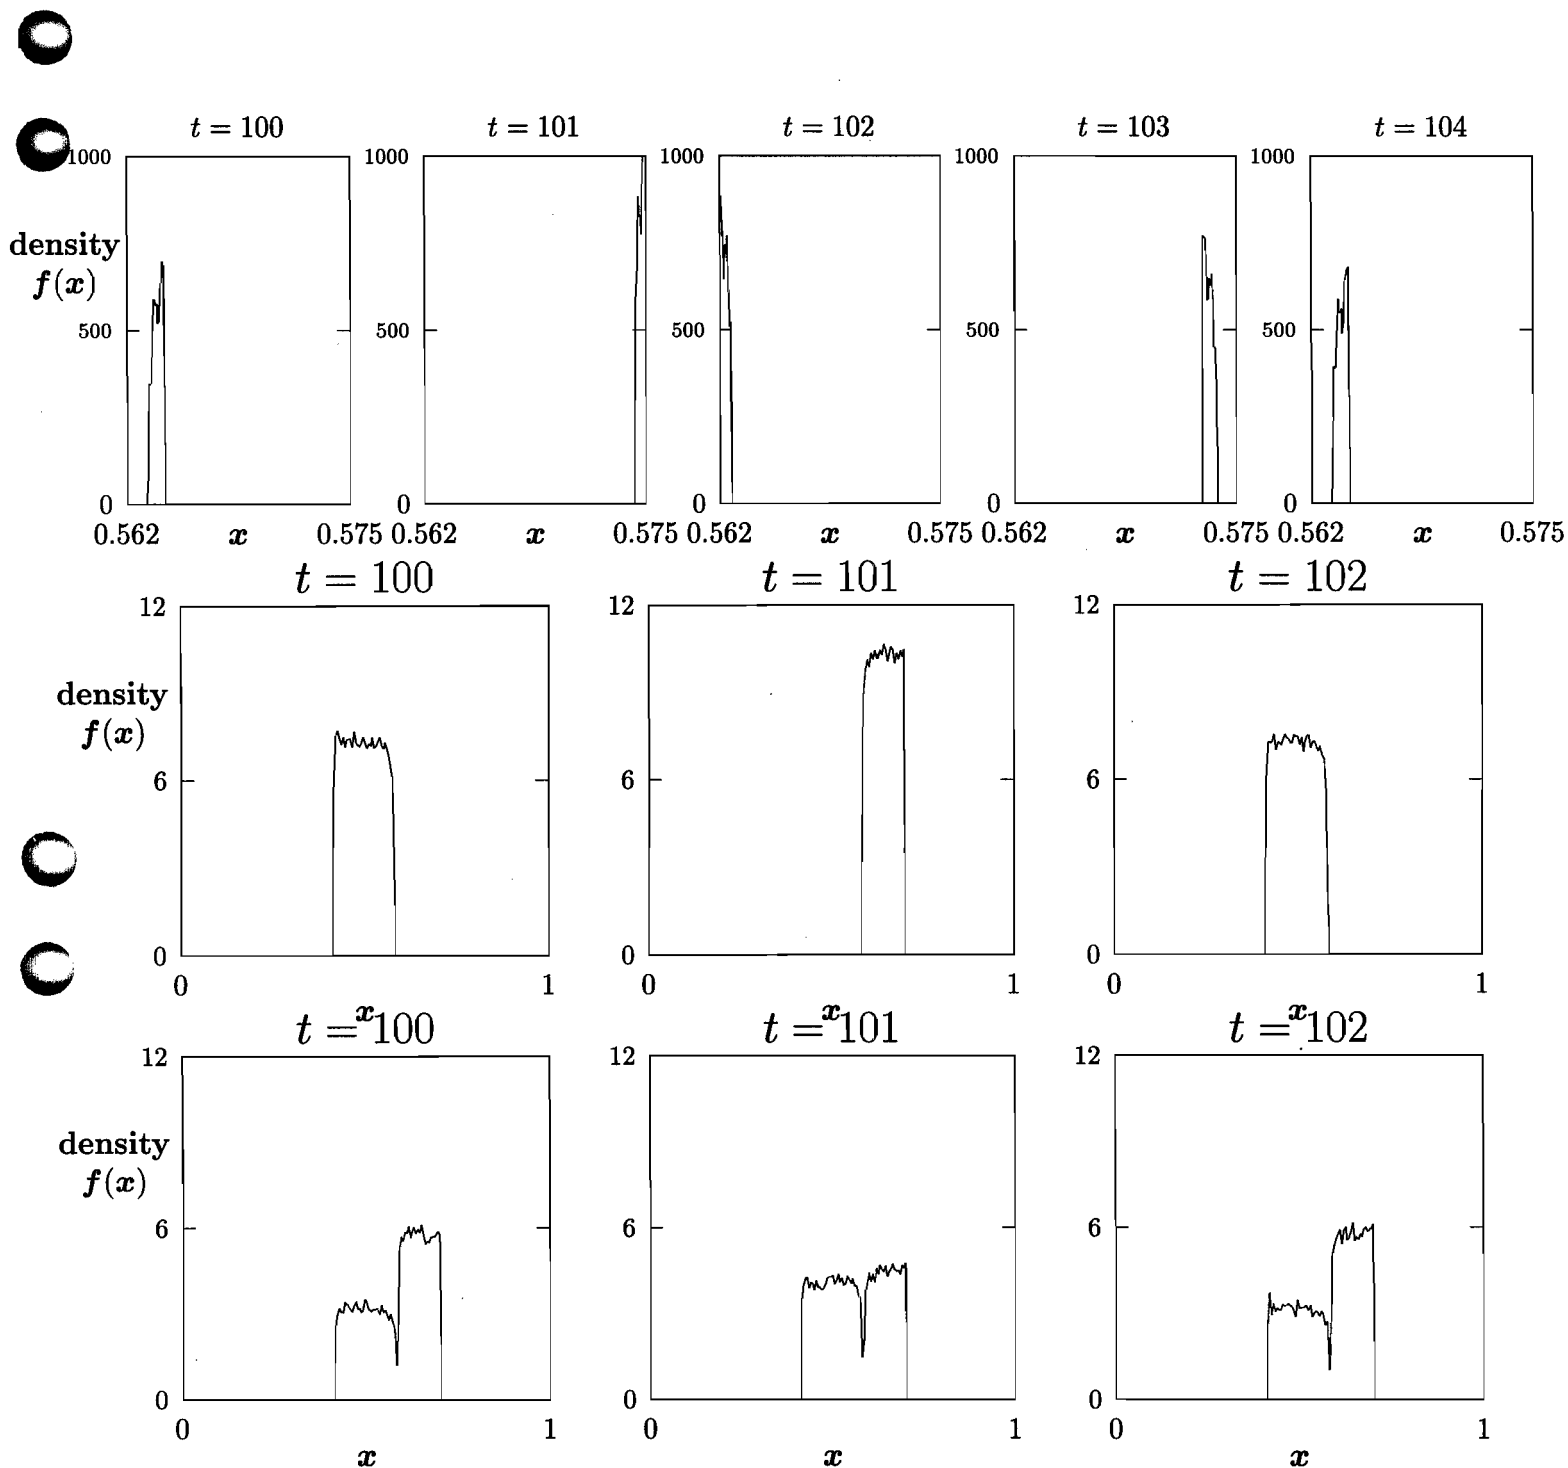 t = 100 t = 101 t = 102 t = 103 t = 104
1000 1000 1000 1000 1000
density
f(x)
500 500 500 500 500
0 0 0 0 0
0.562 x 0.575 0.562 x 0.575 0.562 x 0.575 0.562 x 0.575 0.562 x 0.575
t = 100 t = 101 t = 102
12 12 12
density
f(x)
6 6 6
0 0 0
0 1 0 1 0 1
x x x
t = 100 t = 101 t = 102
12 12 12
density
f(x)
6 6 6
0 0 0
0 1 0 1 0 1
x x x